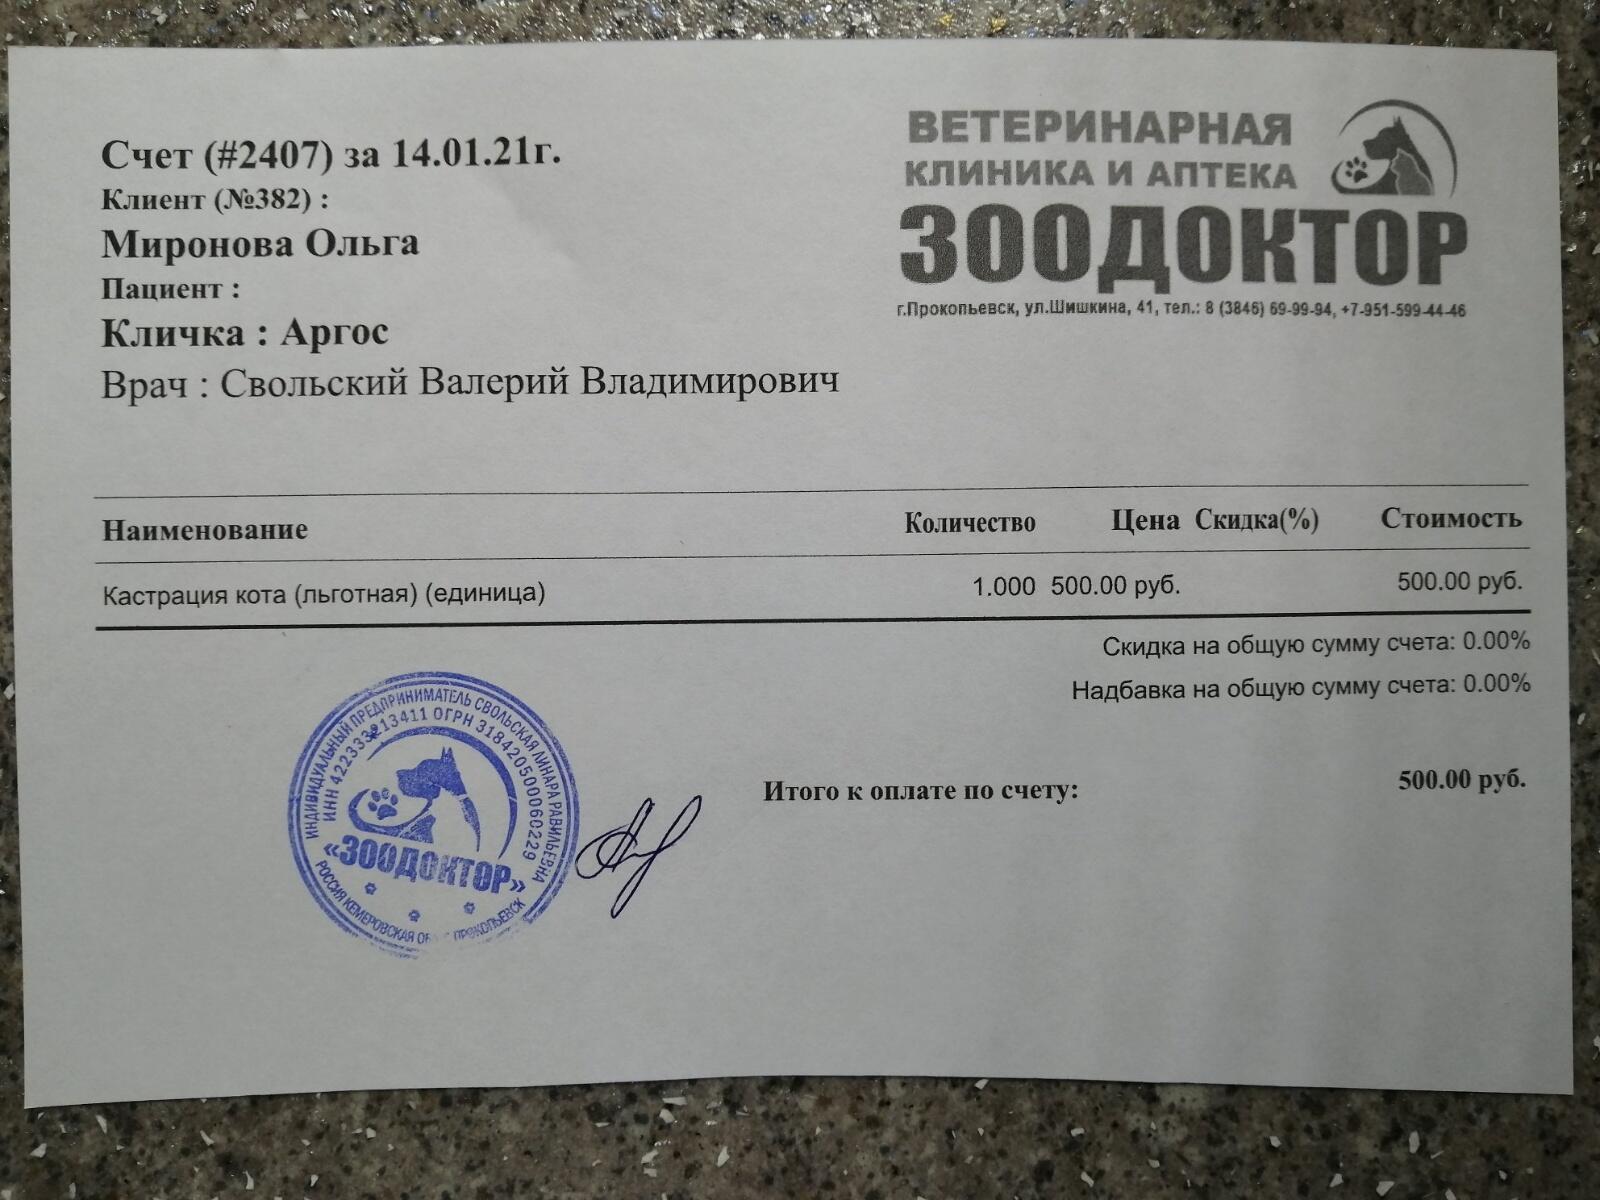 Счет (#2407) за 14.01.21г.
Клиент (№382) :
Миронова Ольга
Пациент :
Кличка : Аргос
Врач : Свольский Валерий Владимирович
ВЕТЕРИНАРНАЯ
КЛИНИКА И АПТЕКА
ЗООДОКТОР
г.Прокопьевск, ул.Шишкина, 41, тел.: 8 (3846) 69-99-94, +7-951-599-44-46
Наименование Количество Цена Скидка(%) Стоимость
Кастрация кота (льготная) (единица) 1.000 500.00 руб. 500.00 руб.
Скидка на общую сумму счета: 0.00%
Надбавка на общую сумму счета: 0.00%
Итого к оплате по счету: 500.00 руб.
ИНДИВИДУАЛЬНЫЙ ПРЕДПРИНИМАТЕЛЬ СВОЛЬСКАЯ ЛИНАРА РАВИЛЬЕВНА
ИНН 422333213411 ОГРН 318420500060229
«ЗООДОКТОР»
РОССИЯ КЕМЕРОВСКАЯ ПРОКОПЬЕВСК